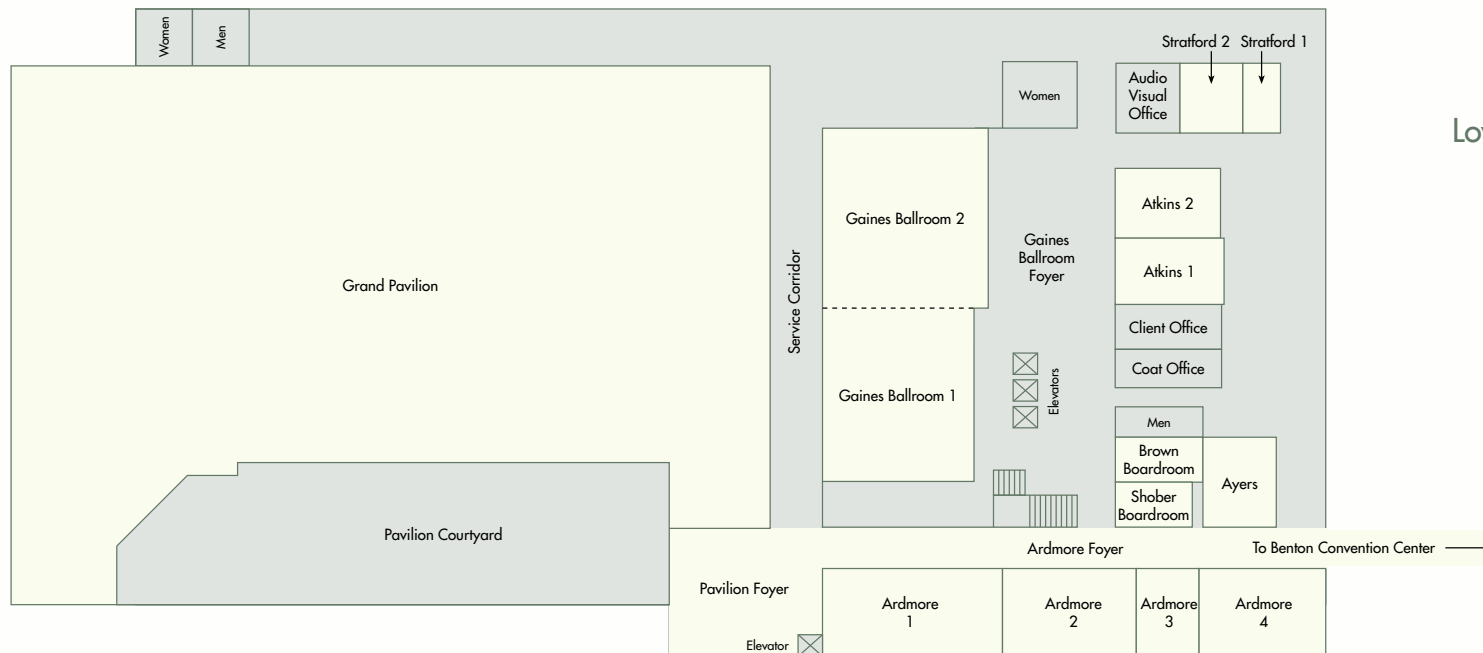 Women
Men
Stratford 2
Stratford 1
Women
Audio
Visual
Office
Gaines Ballroom 2
Atkins 2
Gaines
Ballroom
Foyer
Atkins 1
Grand Pavilion
Service Corridor
Client Office
Coat Office
Elevators
Gaines Ballroom 1
Men
Brown
Boardroom
Ayers
Shober
Boardroom
Pavilion Courtyard
Ardmore Foyer
To Benton Convention Center
Pavilion Foyer
Ardmore
1
Ardmore
2
Ardmore
3
Ardmore
4
Elevator